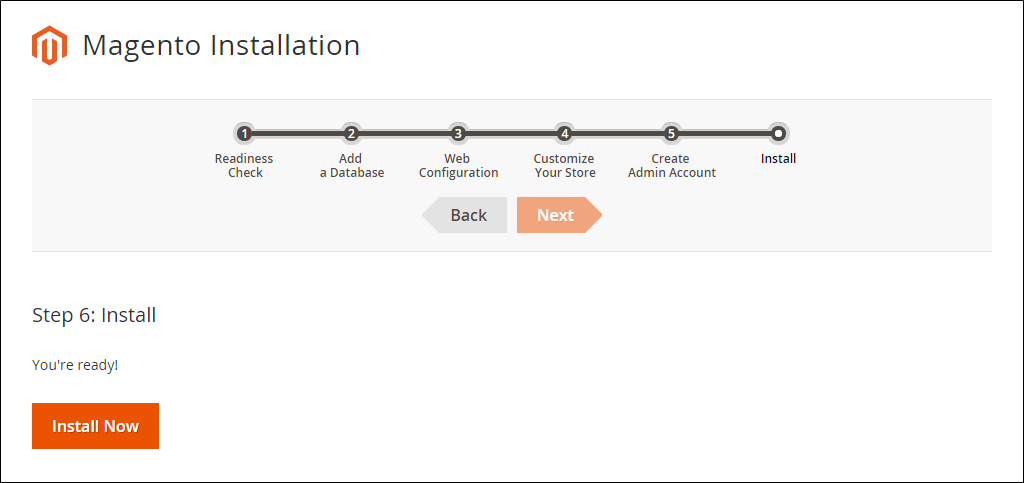 Magento Installation
1 2 3 4 5
Readiness Check
Add a Database
Web Configuration
Customize Your Store
Create Admin Account
Install
Back
Next
Step 6: Install
You're ready!
Install Now